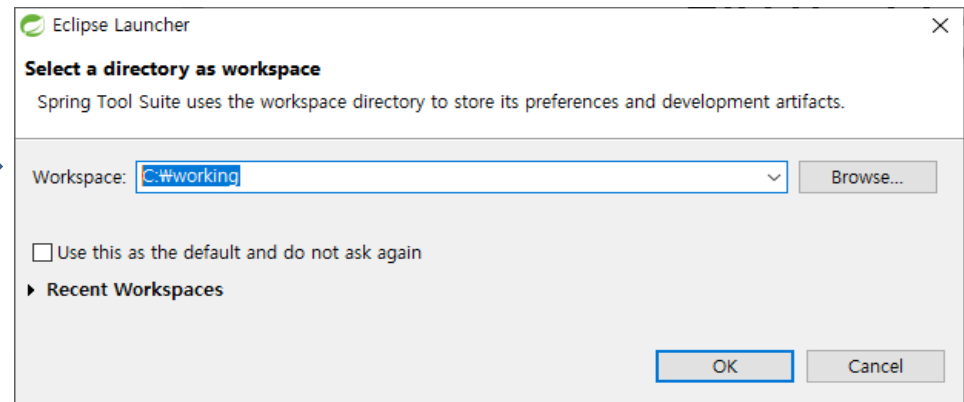 Eclipse Launcher
Select a directory as workspace
Spring Tool Suite uses the workspace directory to store its preferences and development artifacts.
Workspace: C:₩working Browse...
Use this as the default and do not ask again
Recent Workspaces
OK Cancel